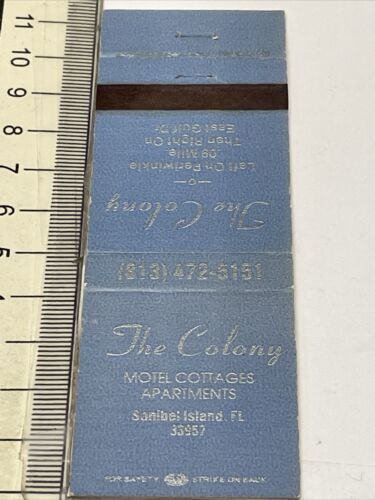 11
10
9
8
7
6
5
Left On Periwinkle
.09 Mile
Then Right On
East Gulf Dr
The Colony
(813) 472-5151
The Colony
MOTEL COTTAGES
APARTMENTS
Sanibel Island, FL
33957
FOR SAFETY STRIKE ON BACK